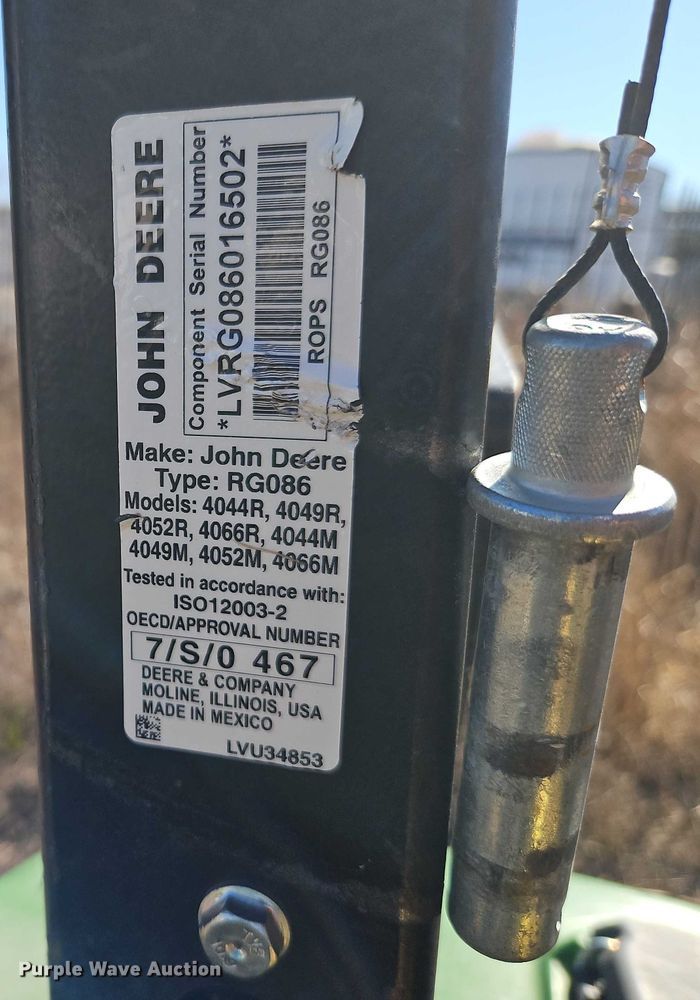 JOHN DEERE
Component Serial Number
*LVRG086016502*
ROPS RG086
Make: John Deere
Type: RG086
Models: 4044R, 4049R,
4052R, 4066R, 4044M
4049M, 4052M, 4066M
Tested in accordance with:
ISO12003-2
OECD/APPROVAL NUMBER
7/S/0 467
DEERE & COMPANY
MOLINE, ILLINOIS, USA
MADE IN MEXICO
LVU34853
Purple Wave Auction